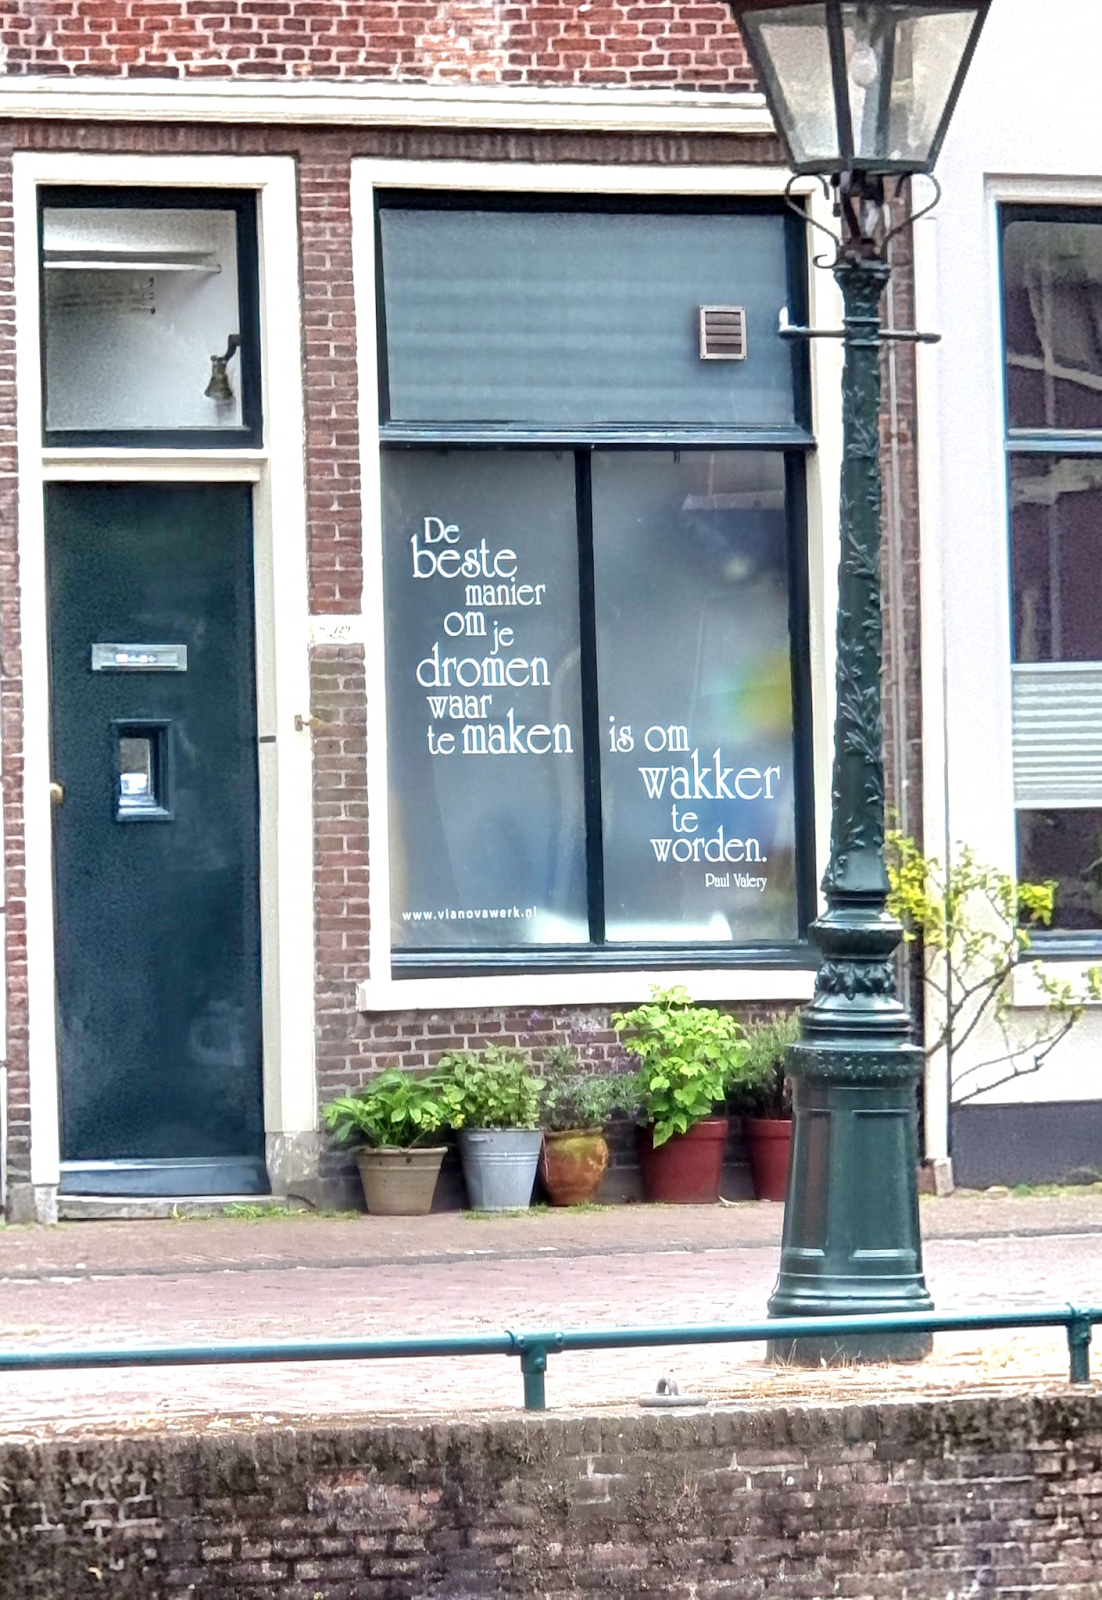 De
beste
manier
om je
dromen
waar
te maken
is om
wakker
te
worden.
Paul Valery
www.vianovawerk.nl